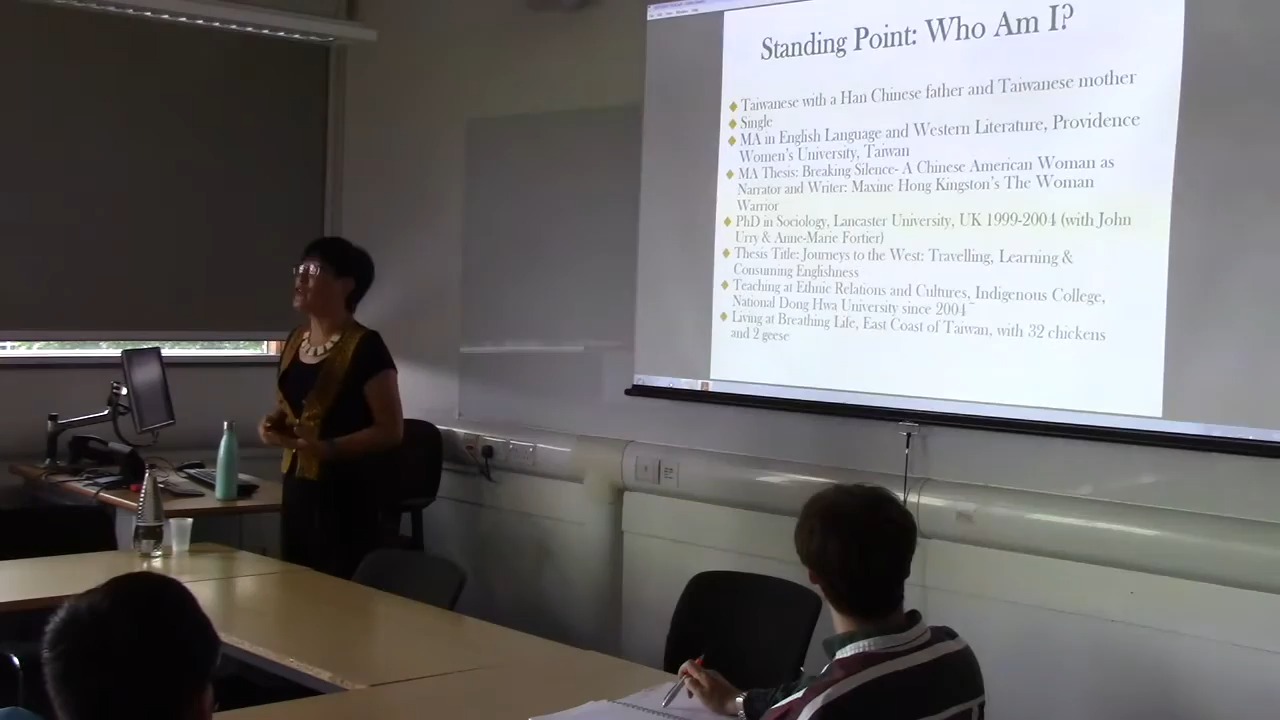 Standing Point: Who Am I?
Taiwanese with a Han Chinese father and Taiwanese mother
Single
MA in English Language and Western Literature, Providence
Women's University, Taiwan
MA Thesis: Breaking Silence- A Chinese American Woman as
Narrator and Writer: Maxine Hong Kingston's The Woman
Warrior
PhD in Sociology, Lancaster University, UK 1999-2004 (with John
Urry & Anne-Marie Fortier)
Thesis Title: Journeys to the West: Travelling, Learning &
Consuming Englishness
Teaching at Ethnic Relations and Cultures, Indigenous College,
National Dong Hwa University since 2004
Living at Breathing Life, East Coast of Taiwan, with 32 chickens
and 2 geese